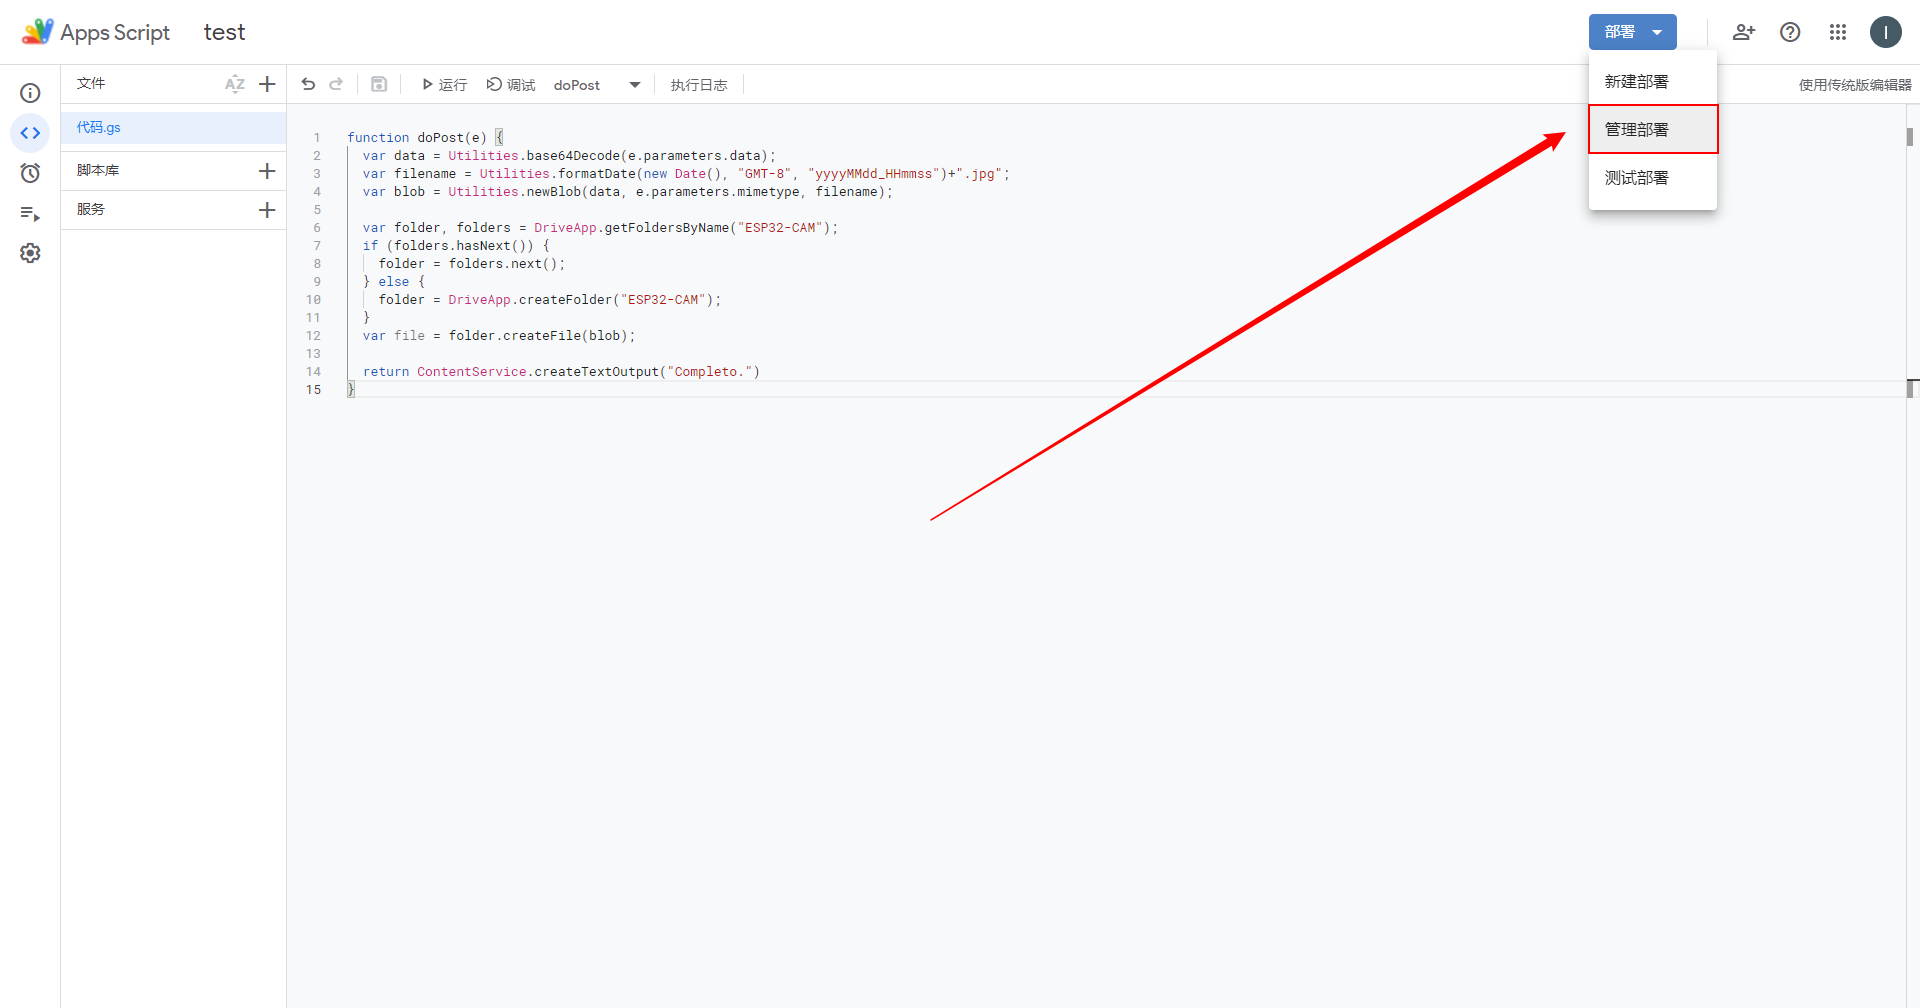 Apps Script test
部署
I
新建部署
管理部署
测试部署
文件
AZ
运行 调试 doPost 执行日志
使用传统版编辑器
代码.gs
脚本库
服务
1 function doPost(e) {
2 var data = Utilities.base64Decode(e.parameters.data);
3 var filename = Utilities.formatDate(new Date(), "GMT-8", "yyyyMMdd_HHmmss")+".jpg";
4 var blob = Utilities.newBlob(data, e.parameters.mimetype, filename);
5
6 var folder, folders = DriveApp.getFoldersByName("ESP32-CAM");
7 if (folders.hasNext()) {
8 folder = folders.next();
9 } else {
10 folder = DriveApp.createFolder("ESP32-CAM");
11 }
12 var file = folder.createFile(blob);
13
14 return ContentService.createTextOutput("Completo.")
15 }